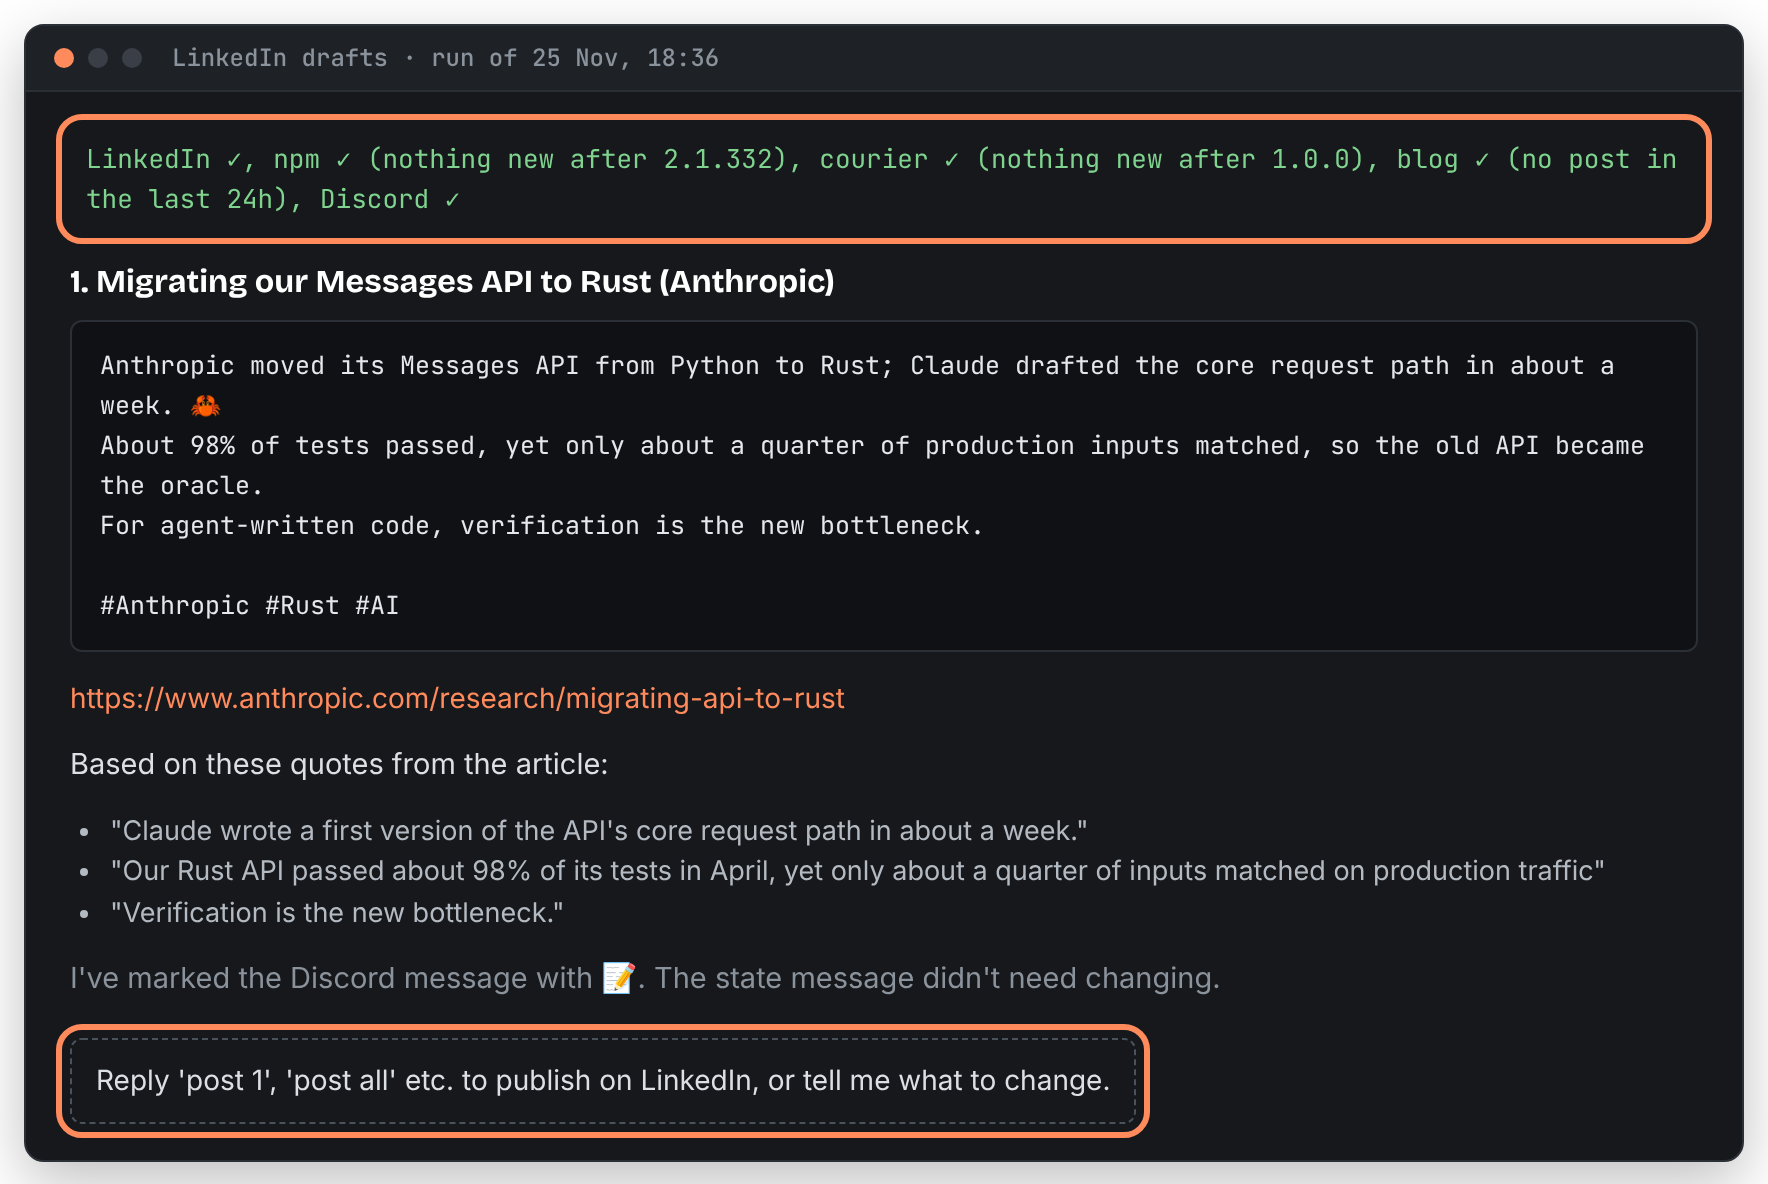 LinkedIn drafts · run of 25 Nov, 18:36
LinkedIn ✓, npm ✓ (nothing new after 2.1.332), courier ✓ (nothing new after 1.0.0), blog ✓ (no post in
the last 24h), Discord ✓
1. Migrating our Messages API to Rust (Anthropic)
Anthropic moved its Messages API from Python to Rust; Claude drafted the core request path in about a
week. 🦀
About 98% of tests passed, yet only about a quarter of production inputs matched, so the old API became
the oracle.
For agent-written code, verification is the new bottleneck.
#Anthropic #Rust #AI
https://www.anthropic.com/research/migrating-api-to-rust
Based on these quotes from the article:
• "Claude wrote a first version of the API's core request path in about a week."
• "Our Rust API passed about 98% of its tests in April, yet only about a quarter of inputs matched on production traffic"
• "Verification is the new bottleneck."
I've marked the Discord message with 📝. The state message didn't need changing.
Reply 'post 1', 'post all' etc. to publish on LinkedIn, or tell me what to change.